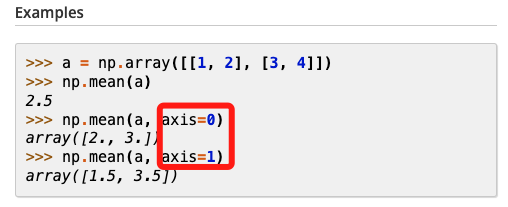 Examples
>>> a = np.array([[1, 2], [3, 4]])
>>> np.mean(a)
2.5
>>> np.mean(a, axis=0)
array([2., 3.])
>>> np.mean(a, axis=1)
array([1.5, 3.5])